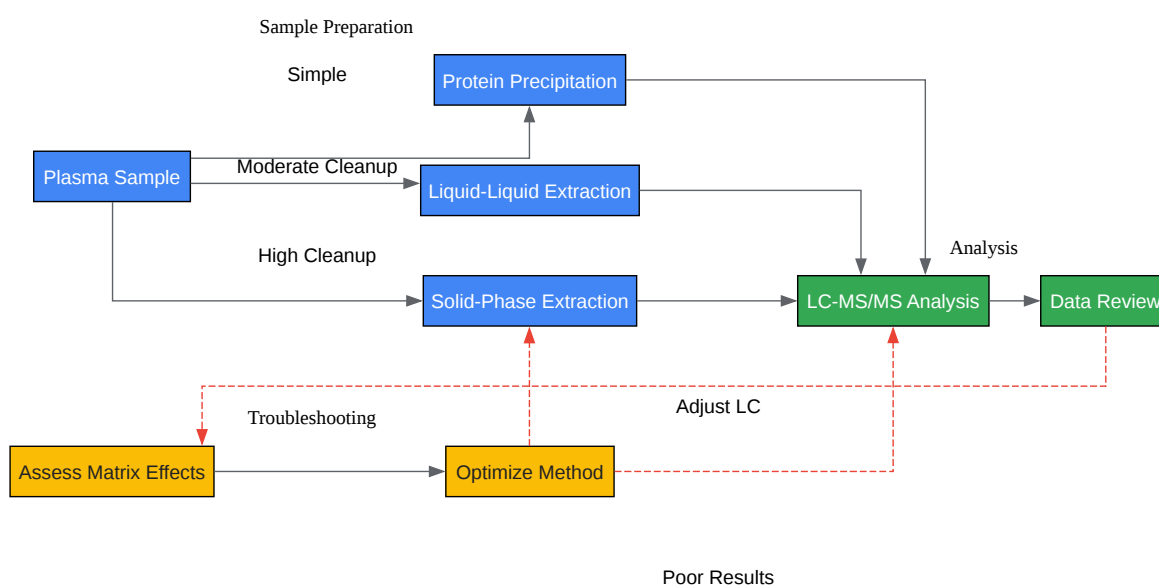 Sample Preparation
Simple
Protein Precipitation
Plasma Sample
Moderate Cleanup
Liquid-Liquid Extraction
High Cleanup
Analysis
Solid-Phase Extraction
LC-MS/MS Analysis
Data Review
Troubleshooting
Adjust LC
Assess Matrix Effects
Optimize Method
Poor Results